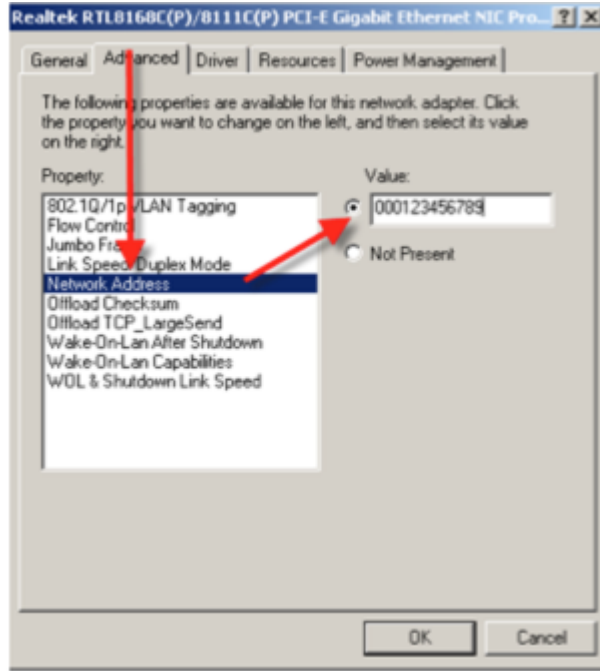 Realtek RTL8168C(P)/8111C(P) PCI-E Gigabit Ethernet NIC Pro...
General Advanced Driver Resources Power Management
The following properties are available for this network adapter. Click
the property you want to change on the left, and then select its value
on the right.
Property:
Value:
802.1Q/1p VLAN Tagging
000123456789
Flow Control
Jumbo Frame
Not Present
Link Speed/Duplex Mode
Network Address
Offload Checksum
Offload TCP_LargeSend
Wake-On-Lan After Shutdown
Wake-On-Lan Capabilities
WOL & Shutdown Link Speed
OK
Cancel